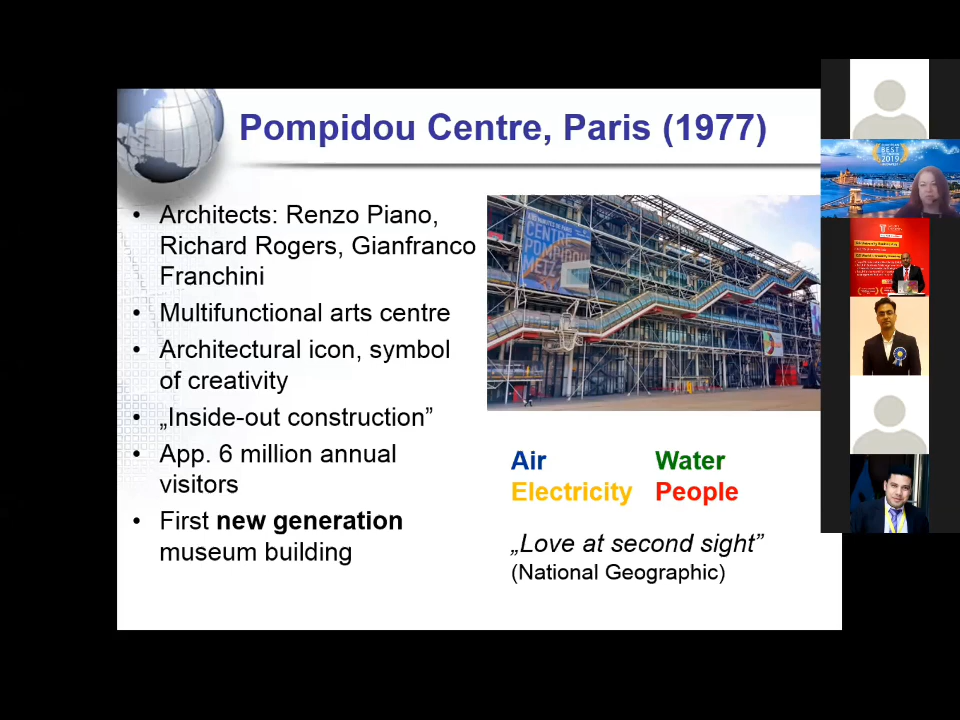 Pompidou Centre, Paris (1977)
• Architects: Renzo Piano,
Richard Rogers, Gianfranco
Franchini
• Multifunctional arts centre
• Architectural icon, symbol
of creativity
• „Inside-out construction”
• App. 6 million annual
visitors
• First new generation
museum building
CENTRE
POMPIDOU
METZ
Air Water
Electricity People
„Love at second sight”
(National Geographic)
BEST
2019